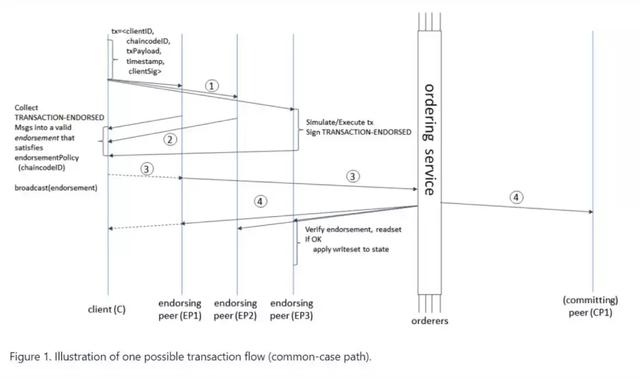 tx=<clientID,
chaincodeID,
txPayload,
timestamp,
clientSig>
1
Collect
TRANSACTION-ENDORSED
Msgs into a valid
endorsement that
satisfies
endorsementPolicy
(chaincodeID)
2
Simulate/Execute tx
Sign TRANSACTION-ENDORSED
ordering service
3
3
broadcast(endorsement)
4
4
Verify endorsement, readset
If OK
apply writeset to state
client (C)
endorsing
peer (EP1)
endorsing
peer (EP2)
endorsing
peer (EP3)
orderers
(committing)
peer (CP1)
Figure 1. Illustration of one possible transaction flow (common-case path).